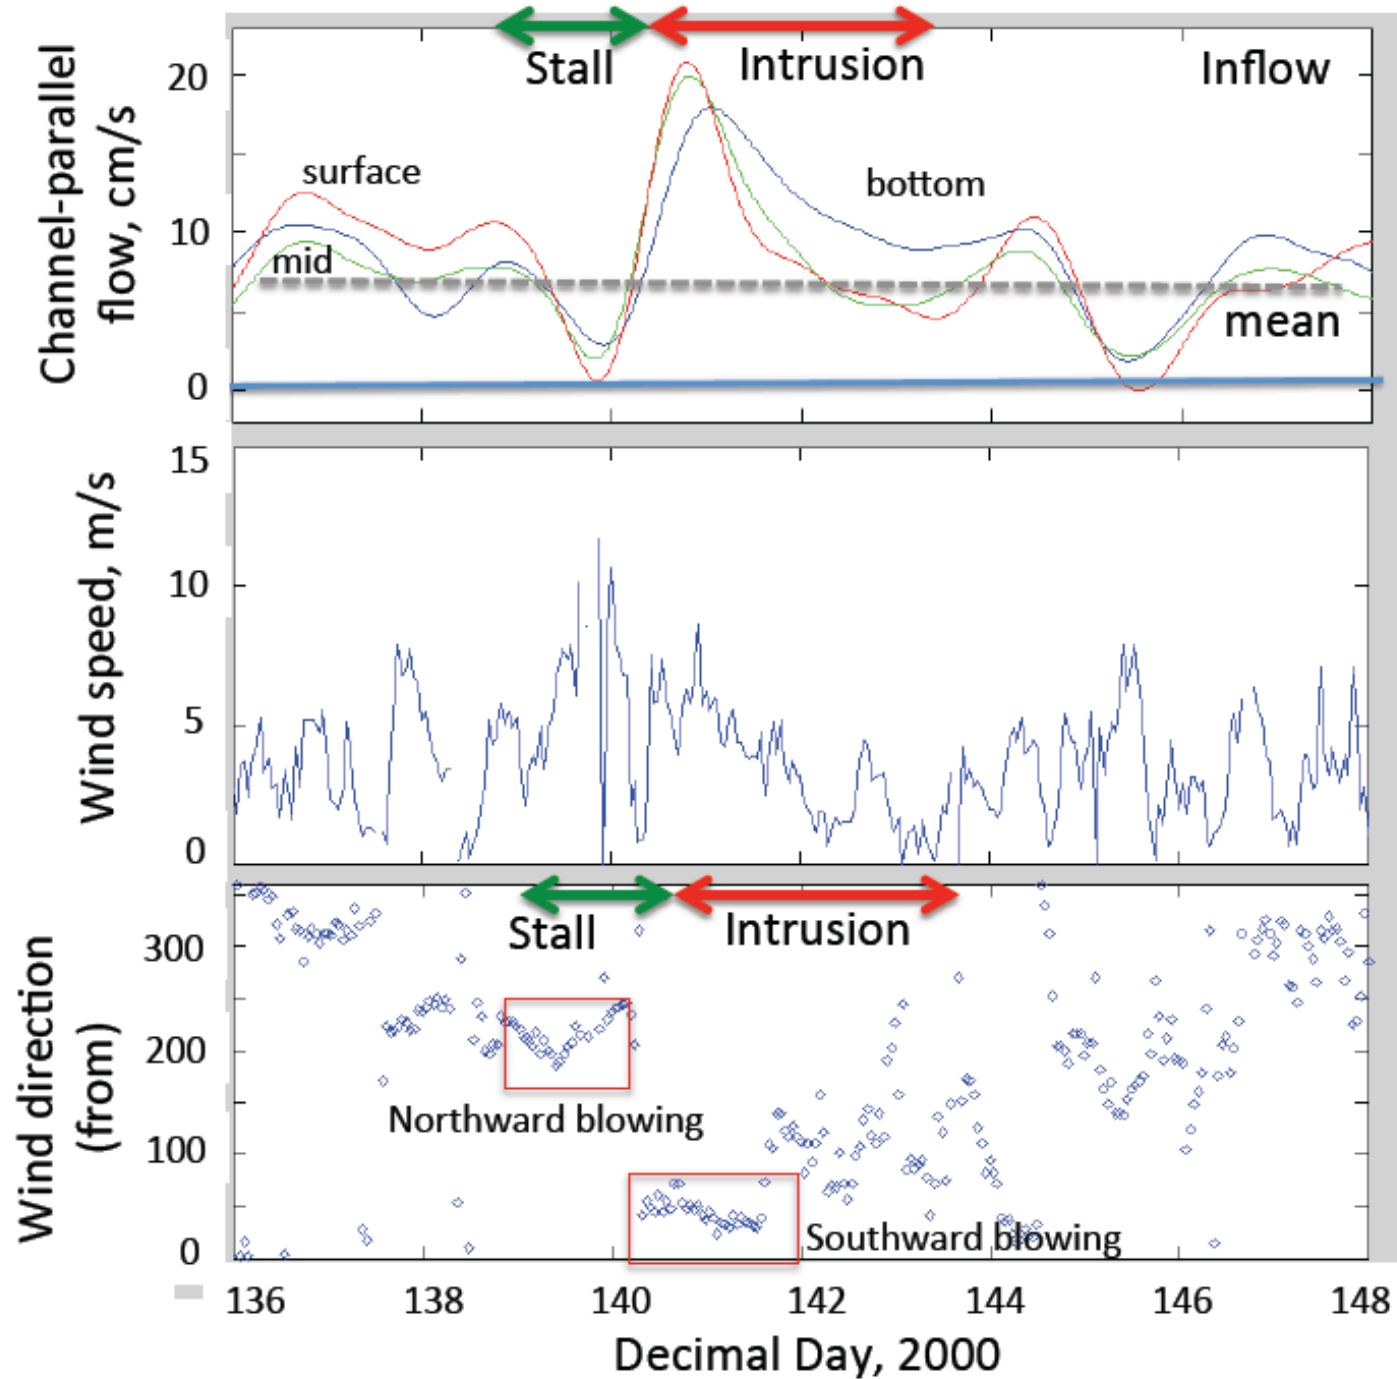 Stall
Intrusion
Inflow
Channel-parallel
flow, cm/s
20
10
0
surface
bottom
mid
mean
Wind speed, m/s
15
10
5
0
Stall
Intrusion
Wind direction
(from)
300
200
100
0
Northward blowing
Southward blowing
136 138 140 142 144 146 148
Decimal Day, 2000